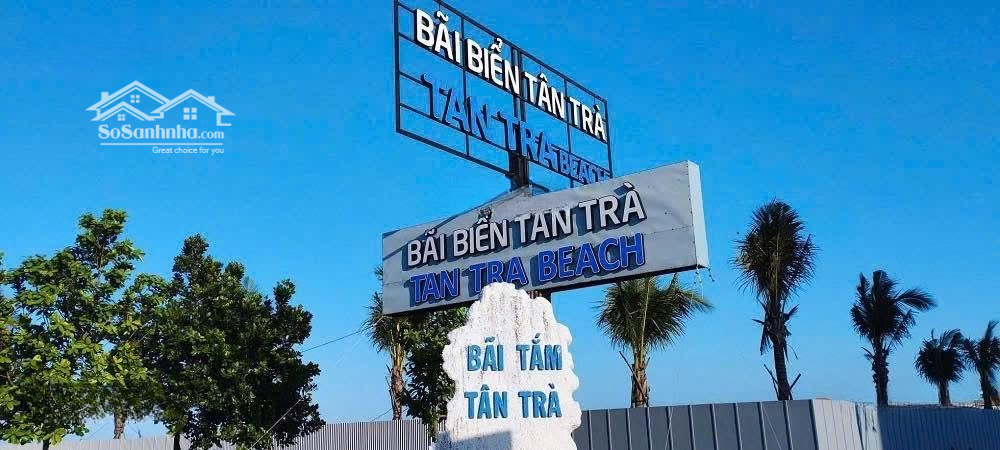 BÃI BIỂN TÂN TRÀ
TAN TRA BEACH
BÃI BIỂN TAN TRÀ
TAN TRA BEACH
BÃI TẮM
TÂN TRÀ
SoSanhnha.com
Great choice for you